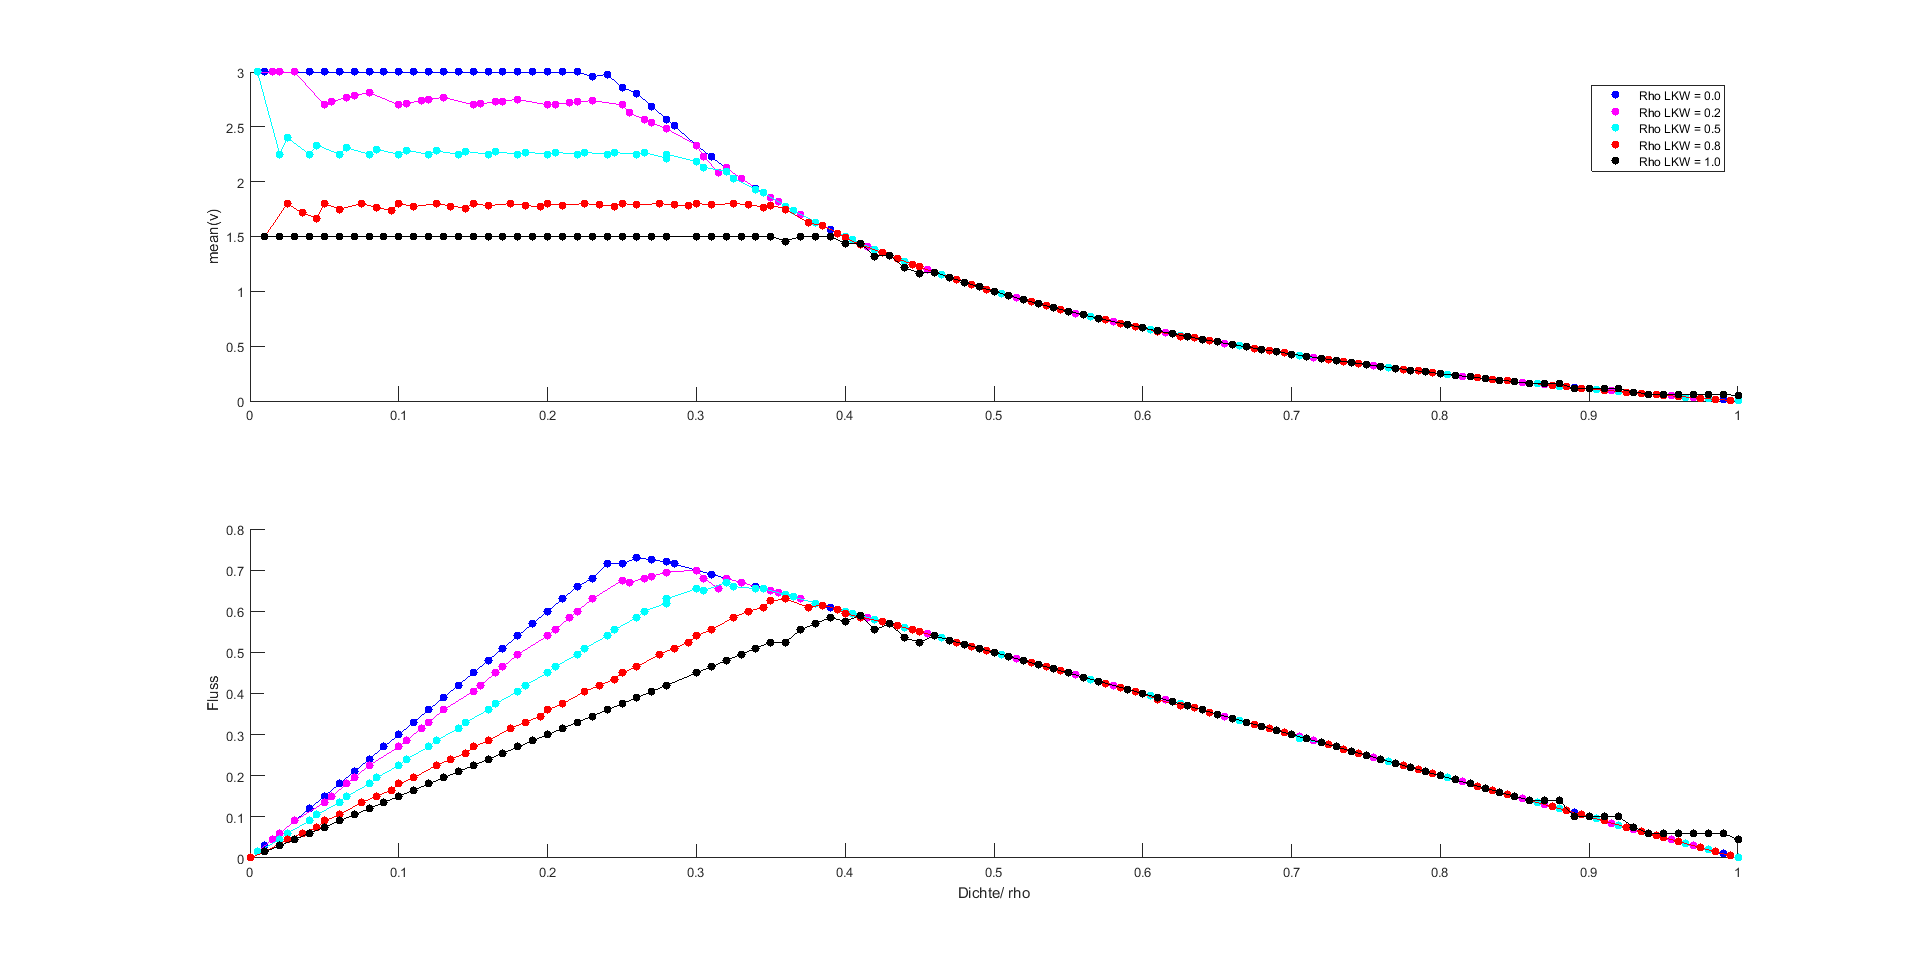 3
2.5
2
1.5
1
0.5
0
mean(v)
0 0.1 0.2 0.3 0.4 0.5 0.6 0.7 0.8 0.9 1
Rho LKW = 0.0
Rho LKW = 0.2
Rho LKW = 0.5
Rho LKW = 0.8
Rho LKW = 1.0
0.8
0.7
0.6
0.5
0.4
0.3
0.2
0.1
0
Fluss
0 0.1 0.2 0.3 0.4 0.5 0.6 0.7 0.8 0.9 1
Dichte/ rho